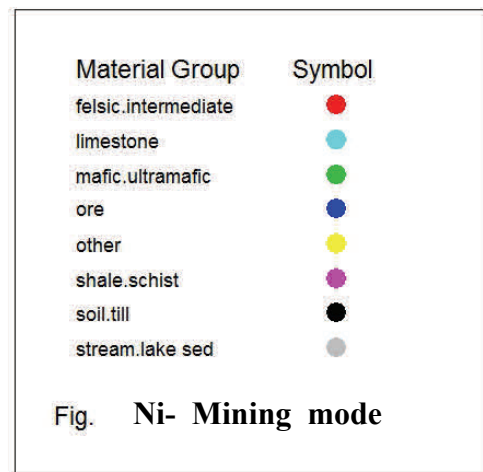 Material Group Symbol
felsic.intermediate
limestone
mafic.ultramafic
ore
other
shale.schist
soil.till
stream.lake sed
Fig. Ni- Mining mode